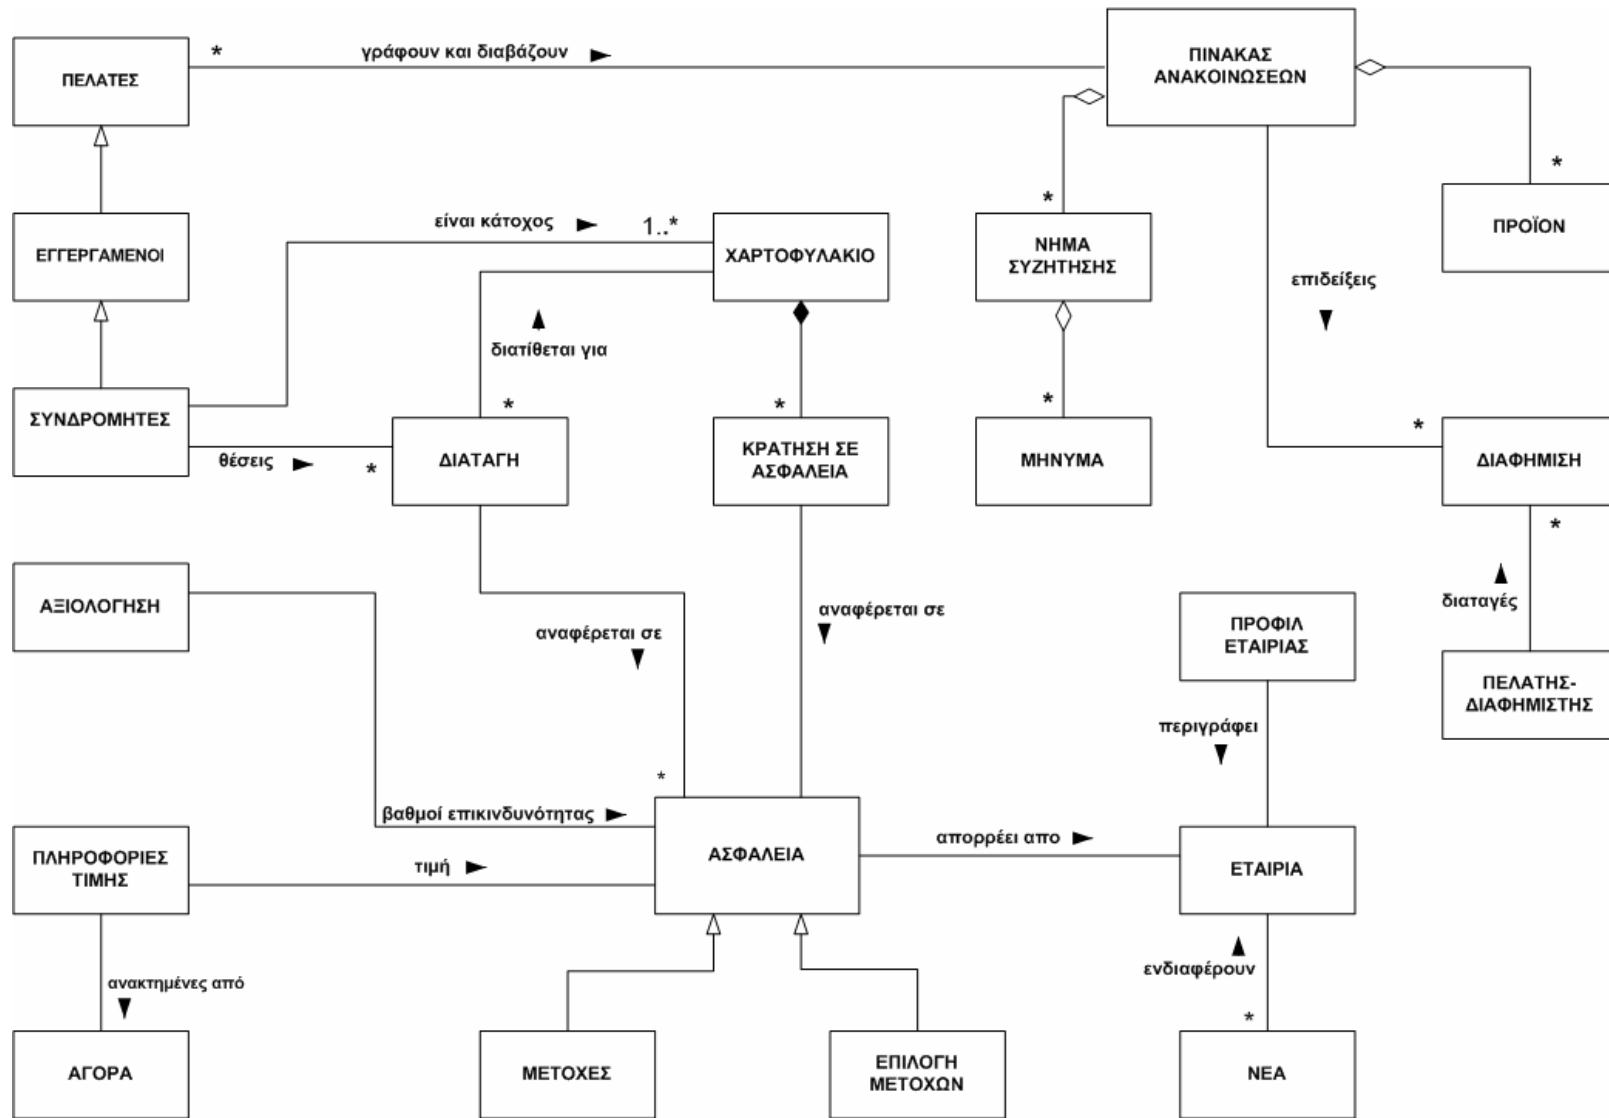 * γράφουν και διαβάζουν
ΠΕΛΑΤΕΣ
ΠΙΝΑΚΑΣ
ΑΝΑΚΟΙΝΩΣΕΩΝ
*
*
ΕΓΓΕΡΓΑΜΕΝΟΙ
είναι κάτοχος
1..*
ΧΑΡΤΟΦΥΛΑΚΙΟ
ΝΗΜΑ
ΣΥΖΗΤΗΣΗΣ
ΠΡΟΪΟΝ
επιδείξεις
διατίθεται για
*
*
*
*
ΣΥΝΔΡΟΜΗΤΕΣ
θέσεις
*
ΔΙΑΤΑΓΗ
ΚΡΑΤΗΣΗ ΣΕ
ΑΣΦΑΛΕΙΑ
ΜΗΝΥΜΑ
ΔΙΑΦΗΜΙΣΗ
*
ΑΞΙΟΛΟΓΗΣΗ
αναφέρεται σε
αναφέρεται σε
ΠΡΟΦΙΛ
ΕΤΑΙΡΙΑΣ
διαταγές
ΠΕΛΑΤΗΣ-
ΔΙΑΦΗΜΙΣΤΗΣ
περιγράφει
*
βαθμοί επικινδυνότητας
ΠΛΗΡΟΦΟΡΙΕΣ
ΤΙΜΗΣ
τιμή
ΑΣΦΑΛΕΙΑ
απορρέει απο
ΕΤΑΙΡΙΑ
ανακτημένες από
ενδιαφέρουν
*
ΑΓΟΡΑ
ΜΕΤΟΧΕΣ
ΕΠΙΛΟΓΗ
ΜΕΤΟΧΩΝ
ΝΕΑ